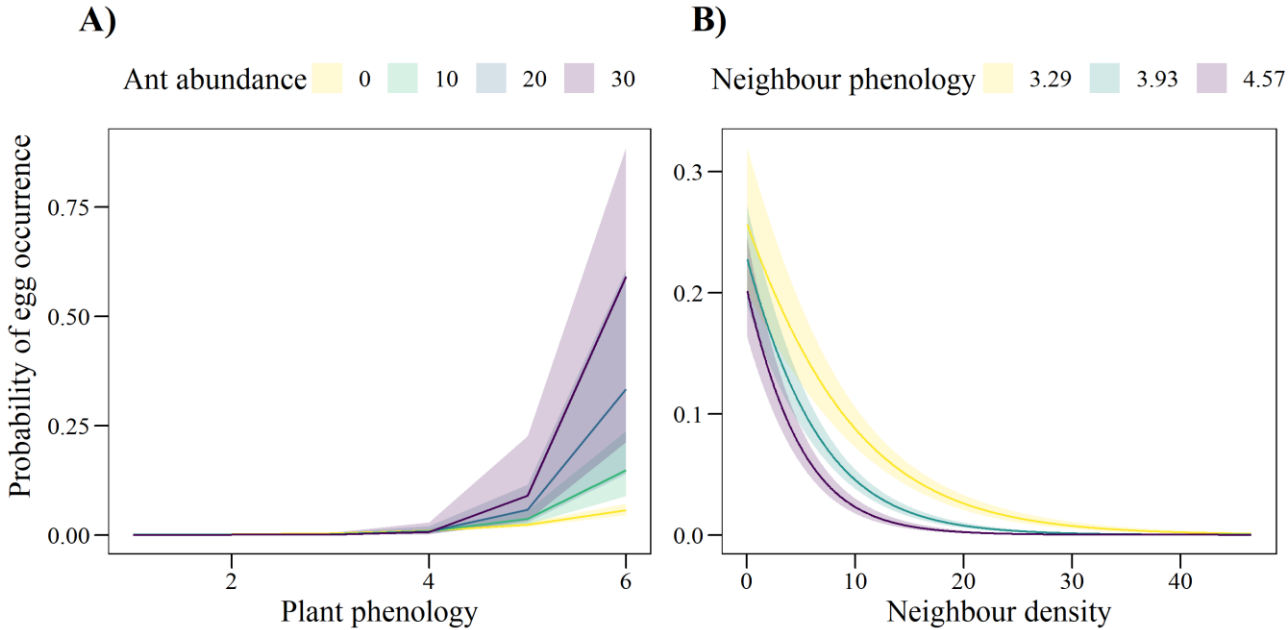 A)
Ant abundance 0 10 20 30
Probability of egg occurrence
0.75
0.50
0.25
0.00
2 4 6
Plant phenology
B)
Neighbour phenology 3.29 3.93 4.57
0.3
0.2
0.1
0.0
0 10 20 30 40
Neighbour density